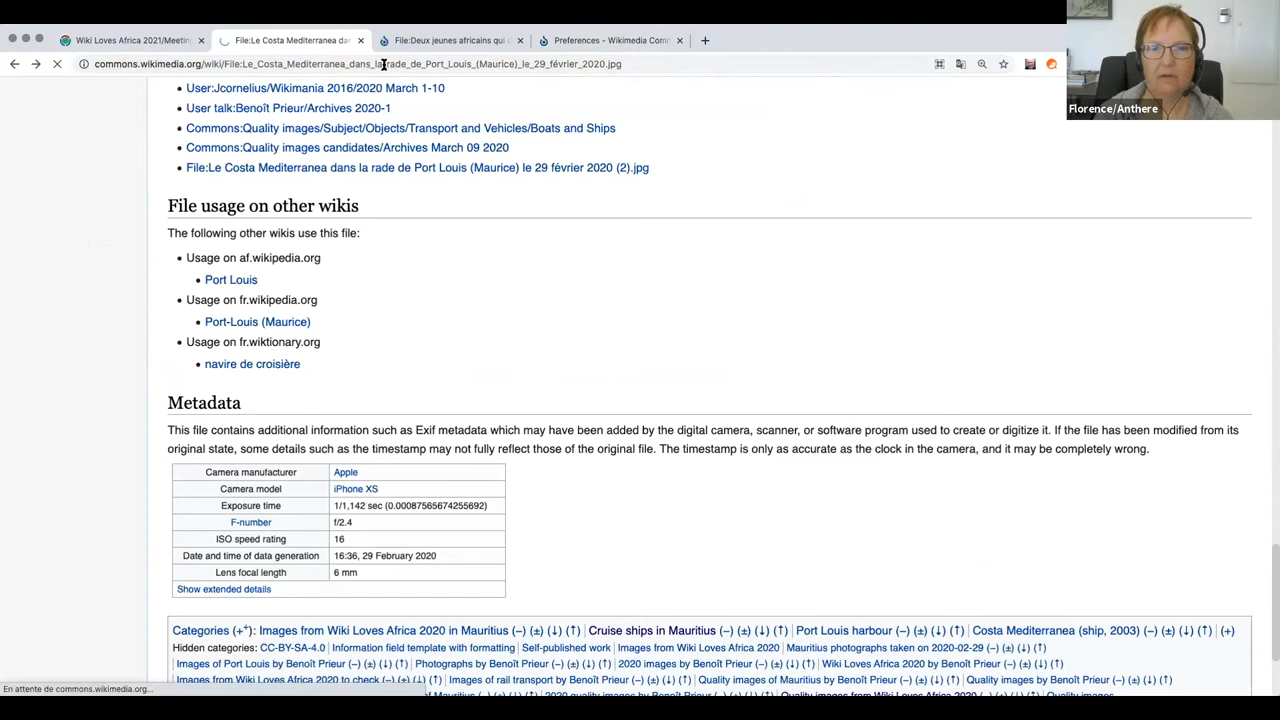 Wiki Loves Africa 2021/Meetin
File:Le Costa Mediterranea da
File:Deux jeunes africains qui d
Preferences - Wikimedia Com
commons.wikimedia.org/wiki/File:Le_Costa_Mediterranea_dans_la_rade_de_Port_Louis_(Maurice)_le_29_février_2020.jpg
Florence/Anthere
User:Jcornelius/Wikimania 2016/2020 March 1-10
User talk:Benoît Prieur/Archives 2020-1
Commons:Quality images/Subject/Objects/Transport and Vehicles/Boats and Ships
Commons:Quality images candidates/Archives March 09 2020
File:Le Costa Mediterranea dans la rade de Port Louis (Maurice) le 29 février 2020 (2).jpg
File usage on other wikis
The following other wikis use this file:
Usage on af.wikipedia.org
Port Louis
Usage on fr.wikipedia.org
Port-Louis (Maurice)
Usage on fr.wiktionary.org
navire de croisière
Metadata
This file contains additional information such as Exif metadata which may have been added by the digital camera, scanner, or software program used to create or digitize it. If the file has been modified from its
original state, some details such as the timestamp may not fully reflect those of the original file. The timestamp is only as accurate as the clock in the camera, and it may be completely wrong.
Camera manufacturer Apple
Camera model iPhone XS
Exposure time 1/1,142 sec (0.00087565674255692)
F-number f/2.4
ISO speed rating 16
Date and time of data generation 16:36, 29 February 2020
Lens focal length 6 mm
Show extended details
Categories (+⁺): Images from Wiki Loves Africa 2020 in Mauritius (−) (±) (↓) (↑) | Cruise ships in Mauritius (−) (±) (↓) (↑) | Port Louis harbour (−) (±) (↓) (↑) | Costa Mediterranea (ship, 2003) (−) (±) (↓) (↑) | (+)
Hidden categories: CC-BY-SA-4.0 | Information field template with formatting | Self-published work | Images from Wiki Loves Africa 2020 | Mauritius photographs taken on 2020-02-29 (−) (±) (↓) (↑)
| Images of Port Louis by Benoît Prieur (−) (±) (↓) (↑) | Photographs by Benoît Prieur (−) (±) (↓) (↑) | 2020 images by Benoît Prieur (−) (±) (↓) (↑) | Wiki Loves Africa 2020 by Benoît Prieur (−) (±) (↓) (↑)
| Images from Wiki Loves Africa 2020 to check (−) (±) (↓) (↑) | Images of rail transport by Benoît Prieur (−) (±) (↓) (↑) | Quality images of Mauritius by Benoît Prieur (−) (±) (↓) (↑) | Quality images by Benoît Prieur (−) (±) (↓) (↑)
En attente de commons.wikimedia.org...
of Mauritius (−) (±) (↓) (↑) | 2020 quality images by Benoît Prieur (−) (±) (↓) (↑) | Quality images from Wiki Loves Africa 2020 (−) (±) (↓) (↑) | Quality images